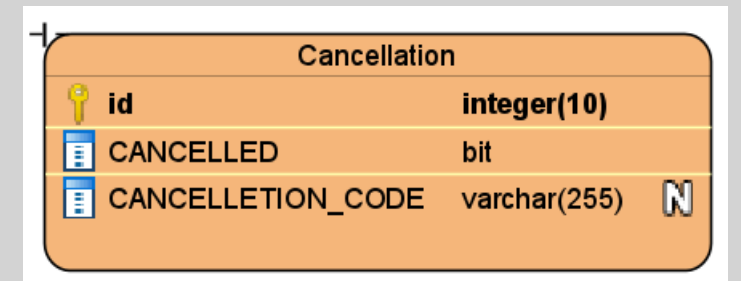 Cancellation
id integer(10)
CANCELLED bit
CANCELLETION_CODE varchar(255) N